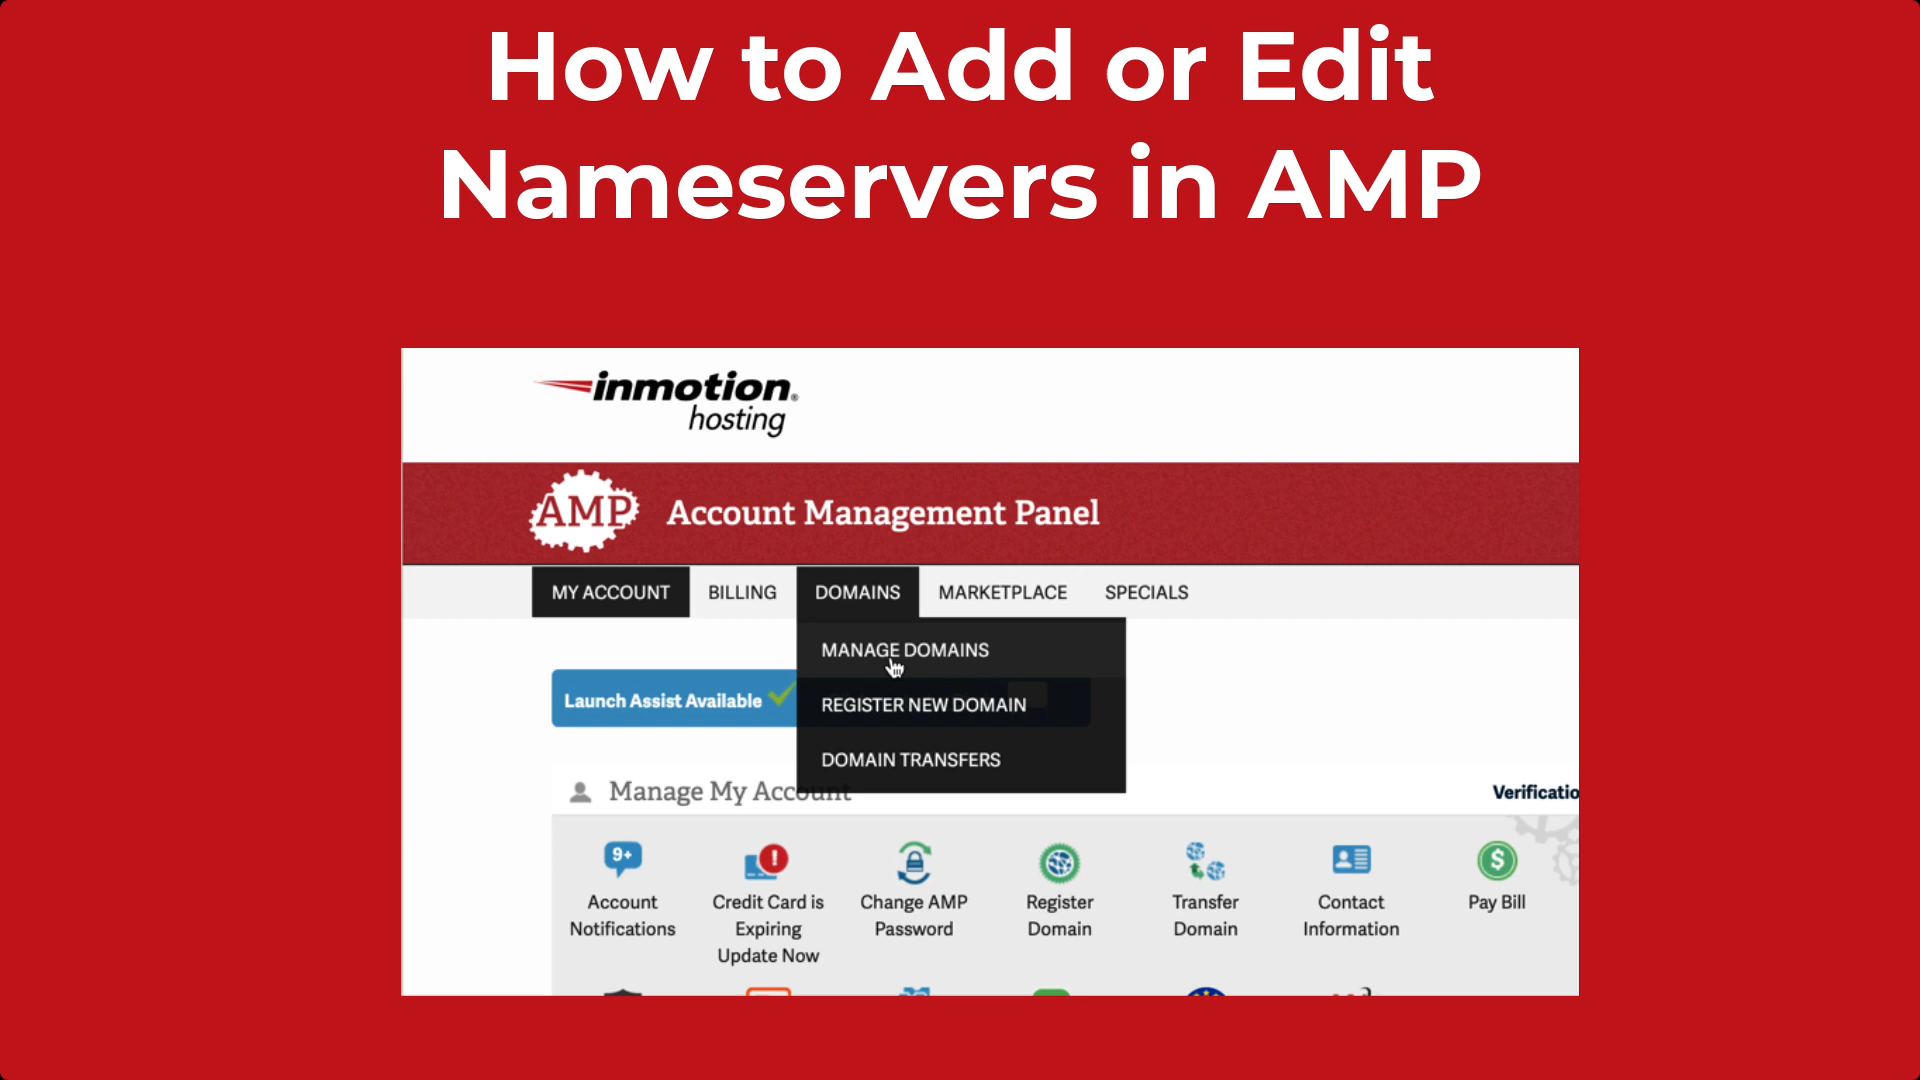 How to Add or Edit
Nameservers in AMP
inmotion®
hosting
AMP Account Management Panel
MY ACCOUNT BILLING DOMAINS MARKETPLACE SPECIALS
MANAGE DOMAINS
Launch Assist Available
REGISTER NEW DOMAIN
DOMAIN TRANSFERS
Manage My Account
Verificatio
9+
!
$
Account
Notifications
Credit Card is
Expiring
Update Now
Change AMP
Password
Register
Domain
Transfer
Domain
Contact
Information
Pay Bill